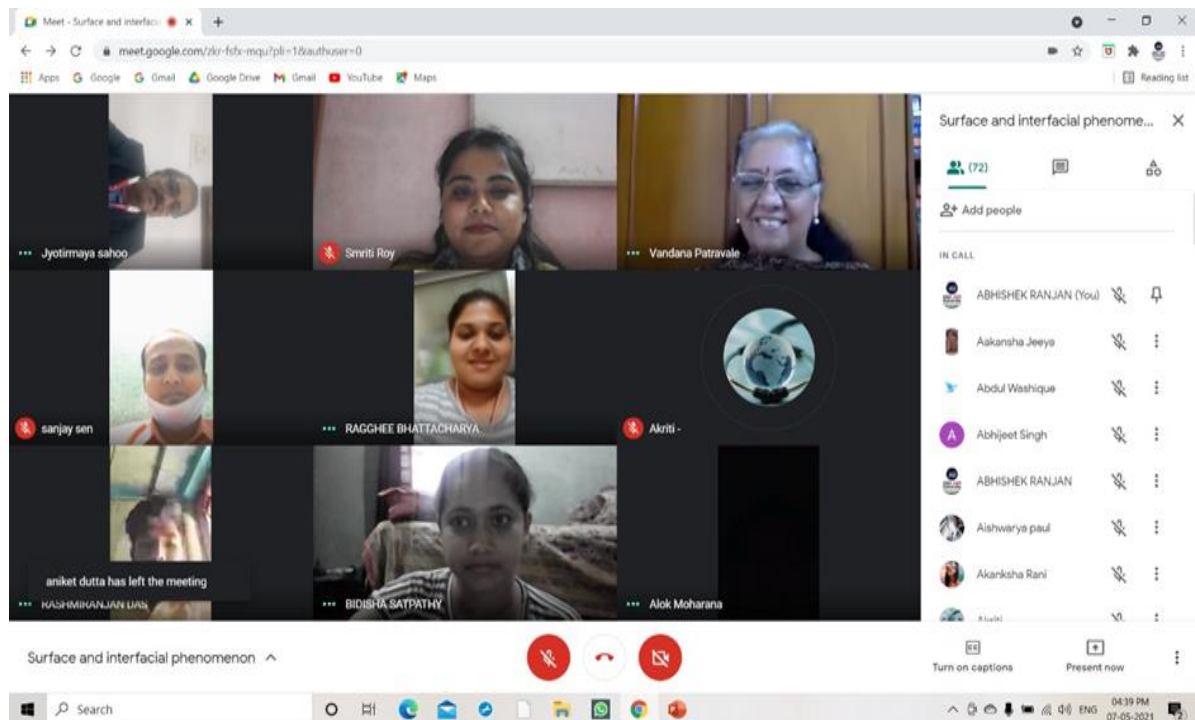 Meet - Surface and interfaci
meet.google.com/zkr-fsfx-mqu?pli=1&authuser=0
Apps Google Gmail Google Drive Gmail YouTube Maps
Reading list
Surface and interfacial phenome...
(72)
Add people
IN CALL
ABHISHEK RANJAN (You)
Aakansha Jeeya
Abdul Washique
A Abhijeet Singh
ABHISHEK RANJAN
Aishwarya paul
Akanksha Rani
Jyotirmaya sahoo
Smriti Roy
Vandana Patravale
sanjay sen
RAGGHEE BHATTACHARYA
Akriti -
aniket dutta has left the meeting
RASHMIRANJAN DAS
BIDISHA SATPATHY
Alok Moharana
Surface and interfacial phenomenon
Turn on captions
Present now
Search
ENG
04:39 PM
07-05-2021